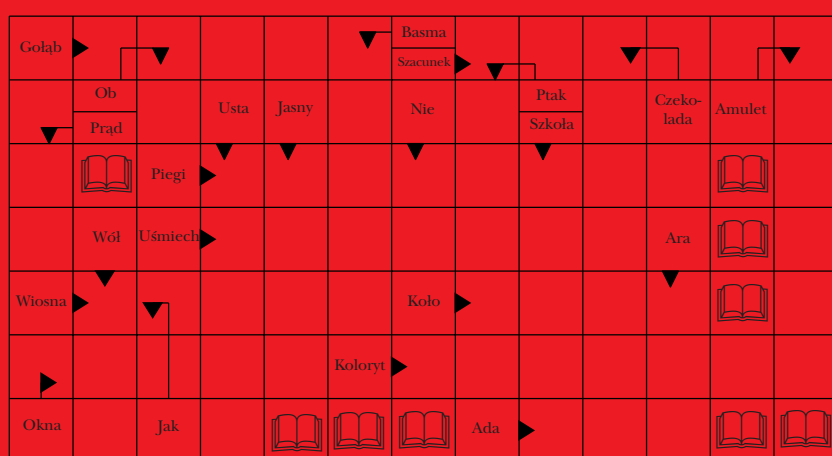 Gołąb
Basma
Szacunek
Ob
Prąd
Usta
Jasny
Nie
Ptak
Szkoła
Czeko-
lada
Amulet
Piegi
Wół
Uśmiech
Ara
Wiosna
Koło
Koloryt
Okna
Jak
Ada